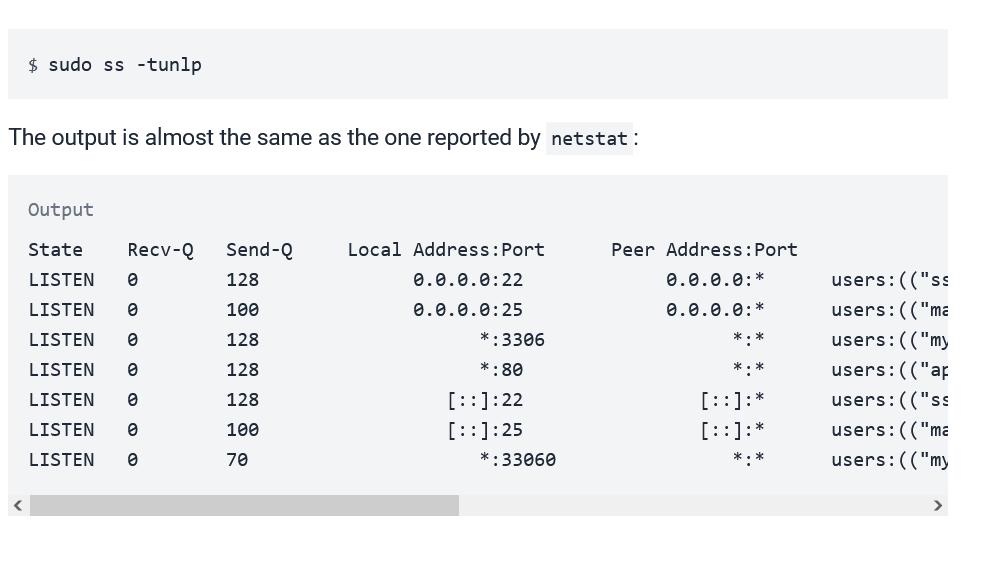 $ sudo ss -tunlp
The output is almost the same as the one reported by netstat:
Output
State Recv-Q Send-Q Local Address:Port Peer Address:Port
LISTEN 0 128 0.0.0.0:22 0.0.0.0:* users:(("ss
LISTEN 0 100 0.0.0.0:25 0.0.0.0:* users:(("ma
LISTEN 0 128 *:3306 *:* users:(("my
LISTEN 0 128 *:80 *:* users:(("ap
LISTEN 0 128 [::]:22 [::]:* users:(("ss
LISTEN 0 100 [::]:25 [::]:* users:(("ma
LISTEN 0 70 *:33060 *:* users:(("my